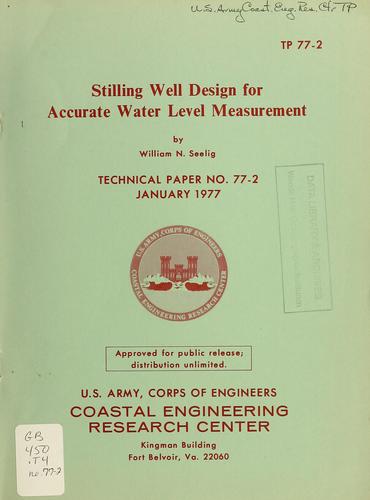 U.S. Army Coast. Eng. Res. Ctr TP
TP 77-2
Stilling Well Design for
Accurate Water Level Measurement
by
William N. Seelig
TECHNICAL PAPER NO. 77-2
JANUARY 1977
U.S. ARMY, CORPS OF ENGINEERS
COASTAL ENGINEERING RESEARCH CENTER
DATA LIBRARY & ARCHIVES
Approved for public release;
distribution unlimited.
U.S. ARMY, CORPS OF ENGINEERS
COASTAL ENGINEERING
RESEARCH CENTER
Kingman Building
Fort Belvoir, Va. 22060
GB
450
.T4
no. 77-2